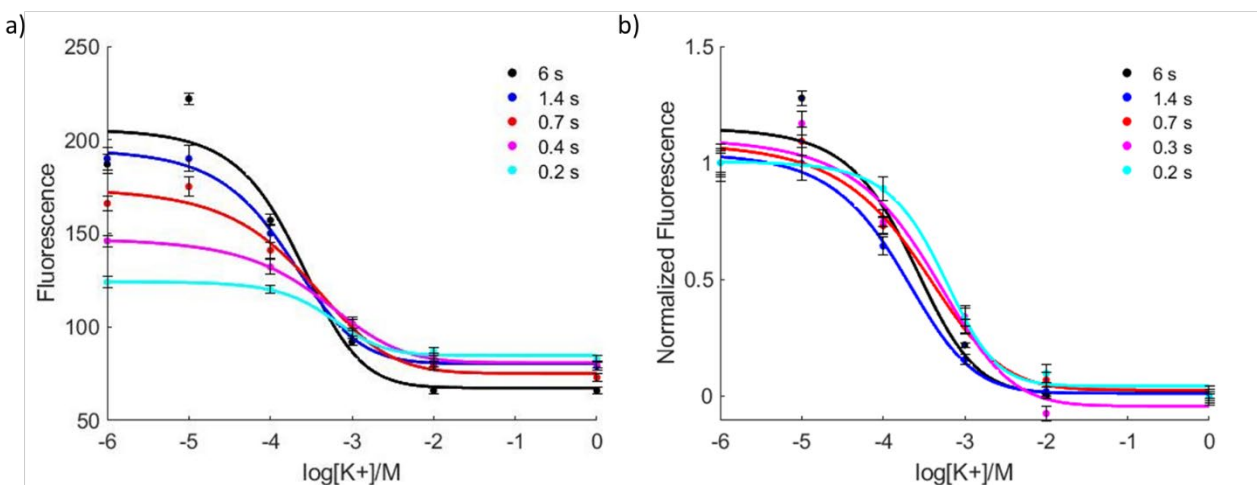 a)
250
200
150
100
50
Fluorescence
-6 -5 -4 -3 -2 -1 0
log[K+]/M
6 s
1.4 s
0.7 s
0.4 s
0.2 s
b)
1.5
1
0.5
0
Normalized Fluorescence
-6 -5 -4 -3 -2 -1 0
log[K+]/M
6 s
1.4 s
0.7 s
0.3 s
0.2 s